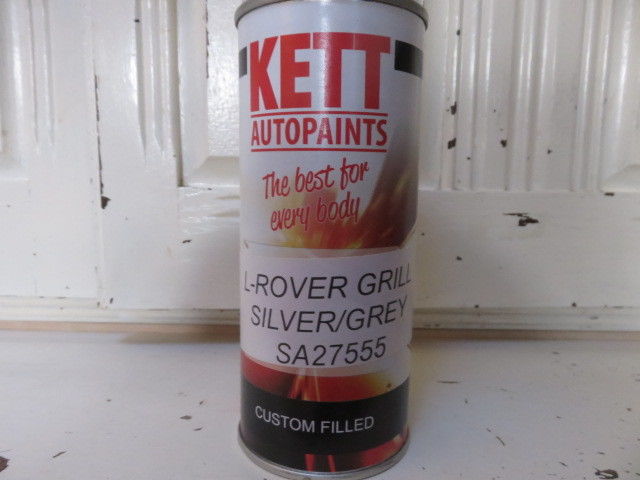 KETT
AUTOPAINTS
The best for
every body
L-ROVER GRILL
SILVER/GREY
SA27555
CUSTOM FILLED